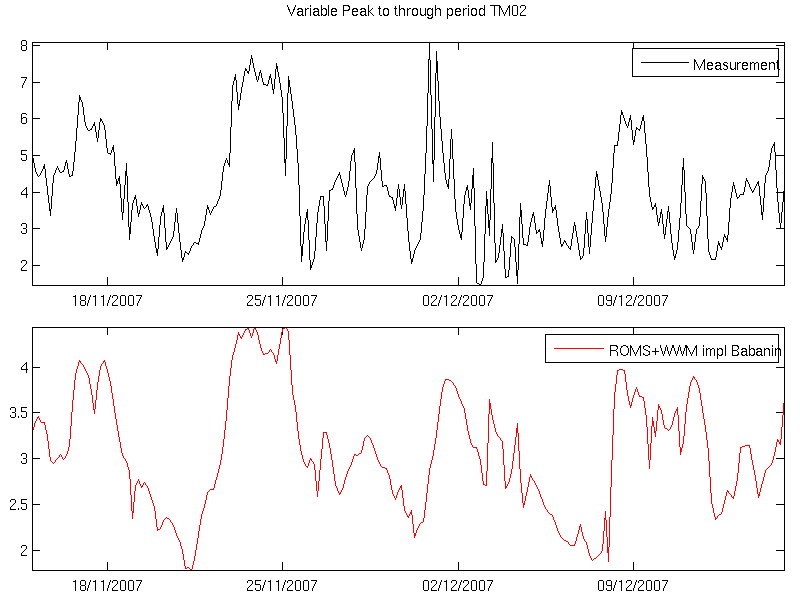 Variable Peak to through period TM02
8
7
6
5
4
3
2
Measurement
18/11/2007 25/11/2007 02/12/2007 09/12/2007
4
3.5
3
2.5
2
ROMS+WWM impl Babanin
18/11/2007 25/11/2007 02/12/2007 09/12/2007